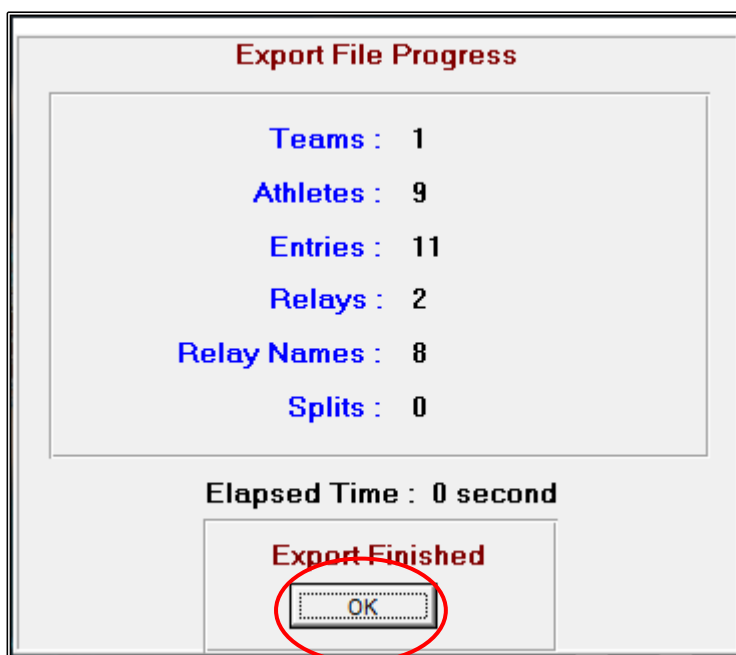 Export File Progress
Teams : 1
Athletes : 9
Entries : 11
Relays : 2
Relay Names : 8
Splits : 0
Elapsed Time : 0 second
Export Finished
OK